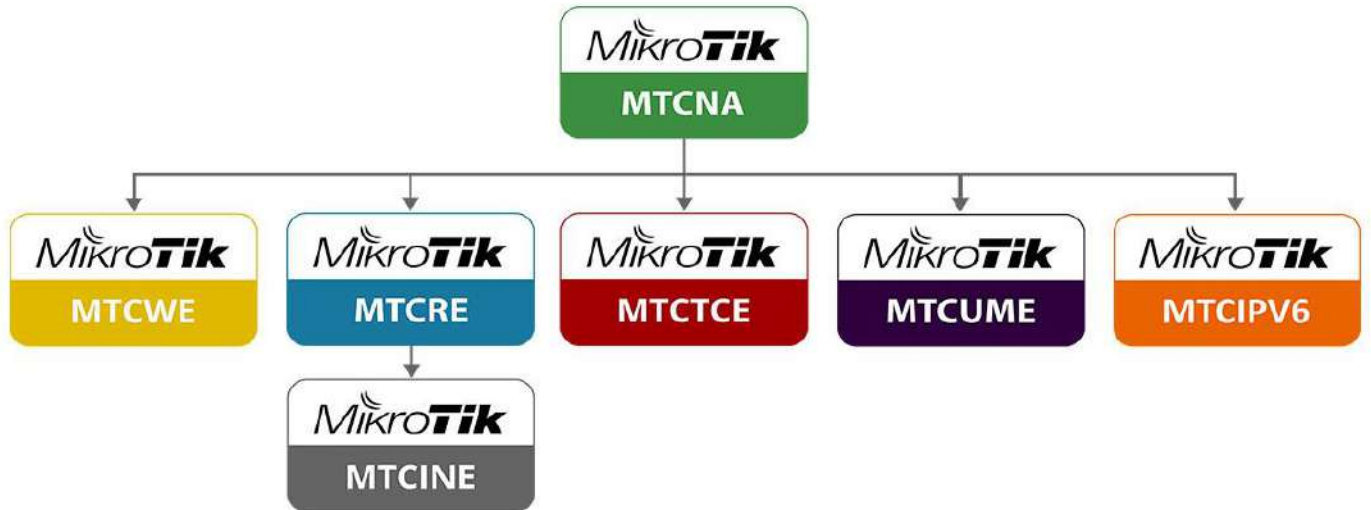 MikroTik
MTCNA
MikroTik
MTCWE
MikroTik
MTCRE
MikroTik
MTCTCE
MikroTik
MTCUME
MikroTik
MTCIPV6
MikroTik
MTCINE